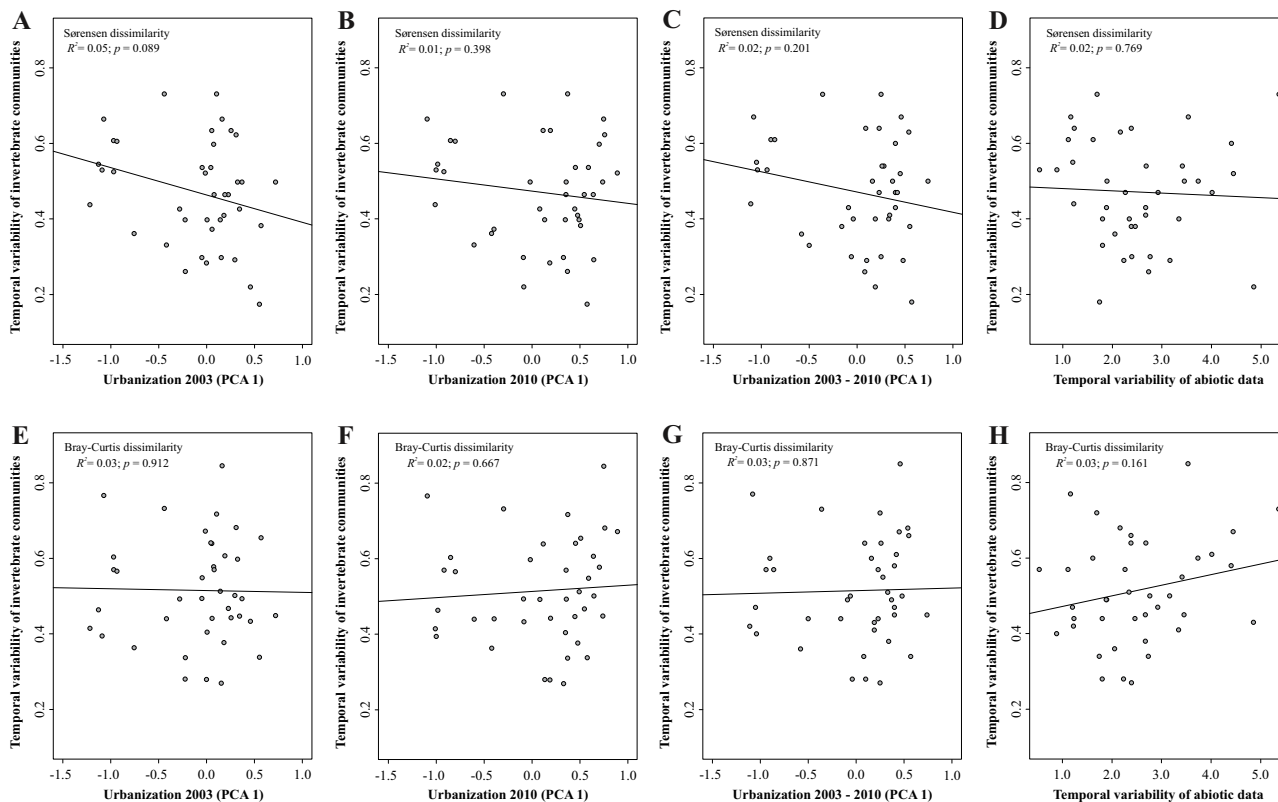 A
Sørensen dissimilarity
R²= 0.05; p = 0.089
Temporal variability of invertebrate communities
0.8
0.6
0.4
0.2
-1.5 -1.0 -0.5 0.0 0.5 1.0
Urbanization 2003 (PCA 1)
B
Sørensen dissimilarity
R²= 0.01; p = 0.398
Temporal variability of invertebrate communities
0.8
0.6
0.4
0.2
-1.5 -1.0 -0.5 0.0 0.5 1.0
Urbanization 2010 (PCA 1)
C
Sørensen dissimilarity
R²= 0.02; p = 0.201
Temporal variability of invertebrate communities
0.8
0.6
0.4
0.2
-1.5 -1.0 -0.5 0.0 0.5 1.0
Urbanization 2003 - 2010 (PCA 1)
D
Sørensen dissimilarity
R²= 0.02; p = 0.769
Temporal variability of invertebrate communities
0.8
0.6
0.4
0.2
1.0 2.0 3.0 4.0 5.0
Temporal variability of abiotic data
E
Bray-Curtis dissimilarity
R²= 0.03; p = 0.912
Temporal variability of invertebrate communities
0.8
0.6
0.4
0.2
-1.5 -1.0 -0.5 0.0 0.5 1.0
Urbanization 2003 (PCA 1)
F
Bray-Curtis dissimilarity
R²= 0.02; p = 0.667
Temporal variability of invertebrate communities
0.8
0.6
0.4
0.2
-1.5 -1.0 -0.5 0.0 0.5 1.0
Urbanization 2010 (PCA 1)
G
Bray-Curtis dissimilarity
R²= 0.03; p = 0.871
Temporal variability of invertebrate communities
0.8
0.6
0.4
0.2
-1.5 -1.0 -0.5 0.0 0.5 1.0
Urbanization 2003 - 2010 (PCA 1)
H
Bray-Curtis dissimilarity
R²= 0.03; p = 0.161
Temporal variability of invertebrate communities
0.8
0.6
0.4
0.2
1.0 2.0 3.0 4.0 5.0
Temporal variability of abiotic data